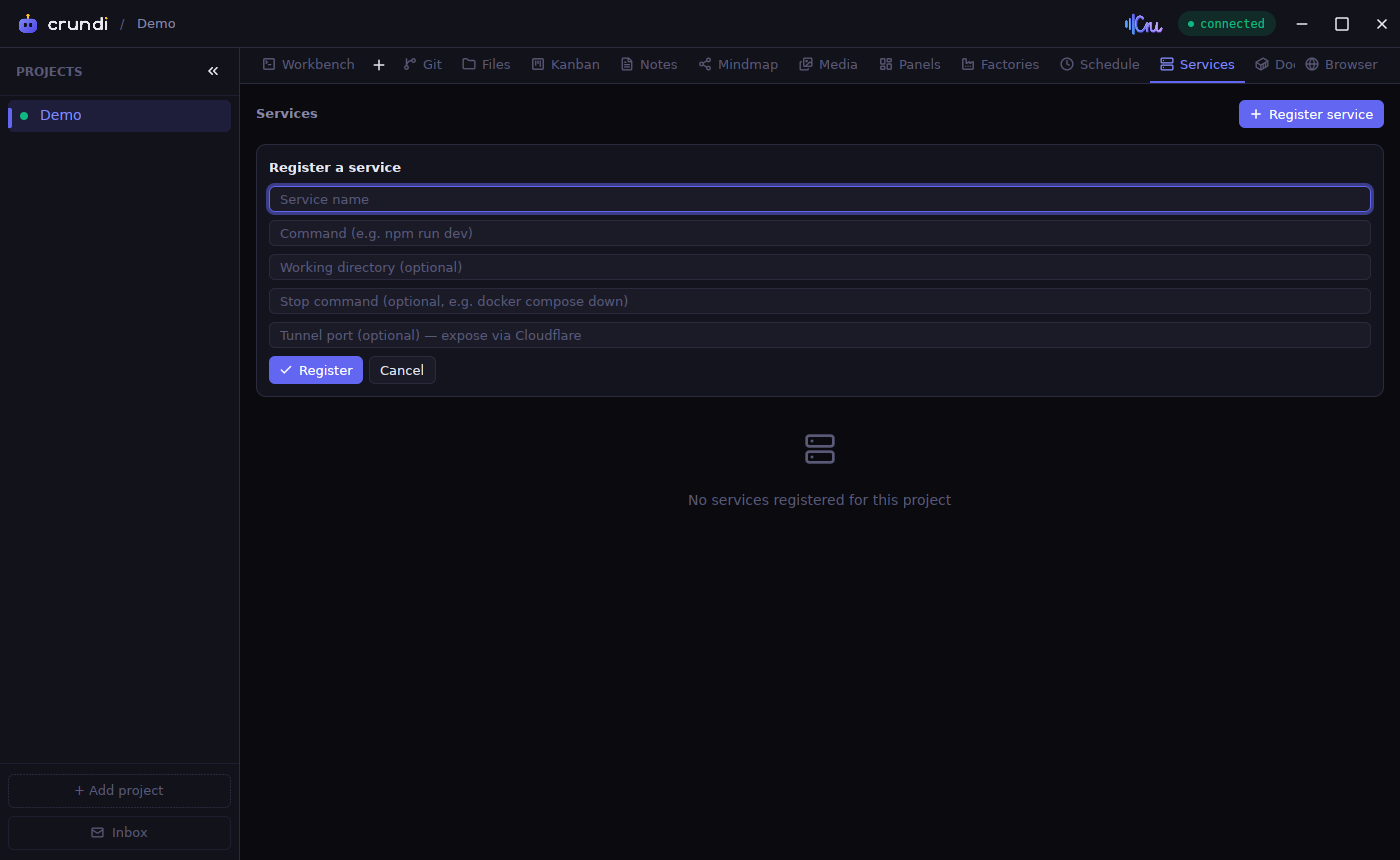 crundi / Demo
Cru
connected
PROJECTS
Workbench Git Files Kanban Notes Mindmap Media Panels Factories Schedule Services Browser
Demo
Services
Register service
Register a service
Service name
Command (e.g. npm run dev)
Working directory (optional)
Stop command (optional, e.g. docker compose down)
Tunnel port (optional) — expose via Cloudflare
Register
Cancel
No services registered for this project
+ Add project
Inbox